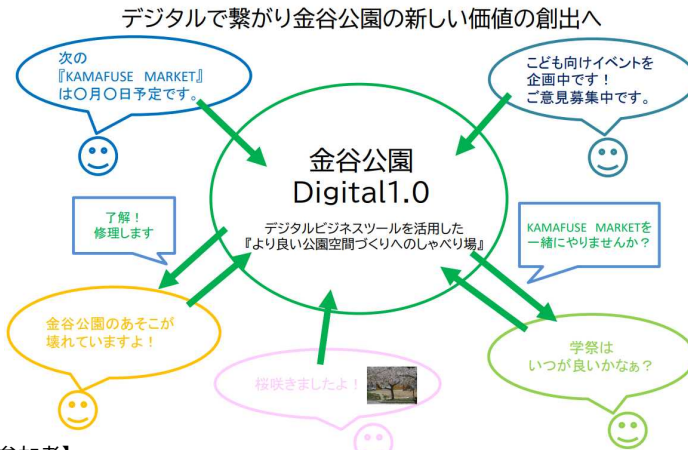 デジタルで繋がり金谷公園の新しい価値の創出へ
次の
『KAMAFUSE MARKET』
は〇月〇日予定です。
こども向けイベントを
企画中です！
ご意見募集中です。
金谷公園
Digital1.0
デジタルビジネスツールを活用した
『より良い公園空間づくりへのしゃべり場』
了解！
修理します
KAMAFUSE MARKETを
一緒にやりませんか？
金谷公園のあそこが
壊れていますよ！
桜咲きましたよ！
学祭は
いつが良いかなぁ？